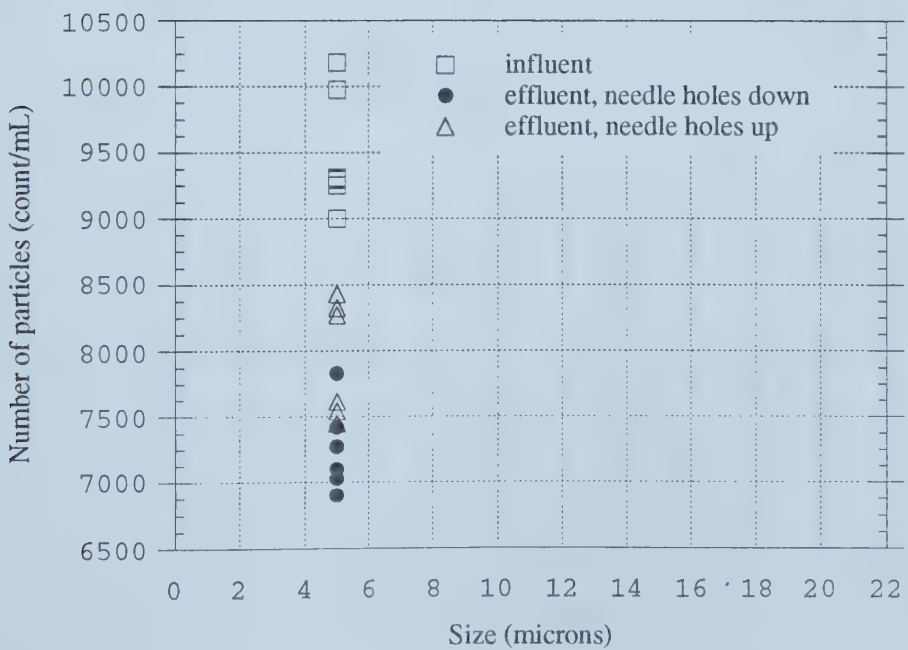 10500
10000
9500
9000
8500
8000
7500
7000
6500
Number of particles (count/mL)
influent
effluent, needle holes down
effluent, needle holes up
0 2 4 6 8 10 12 14 16 18 20 22
Size (microns)